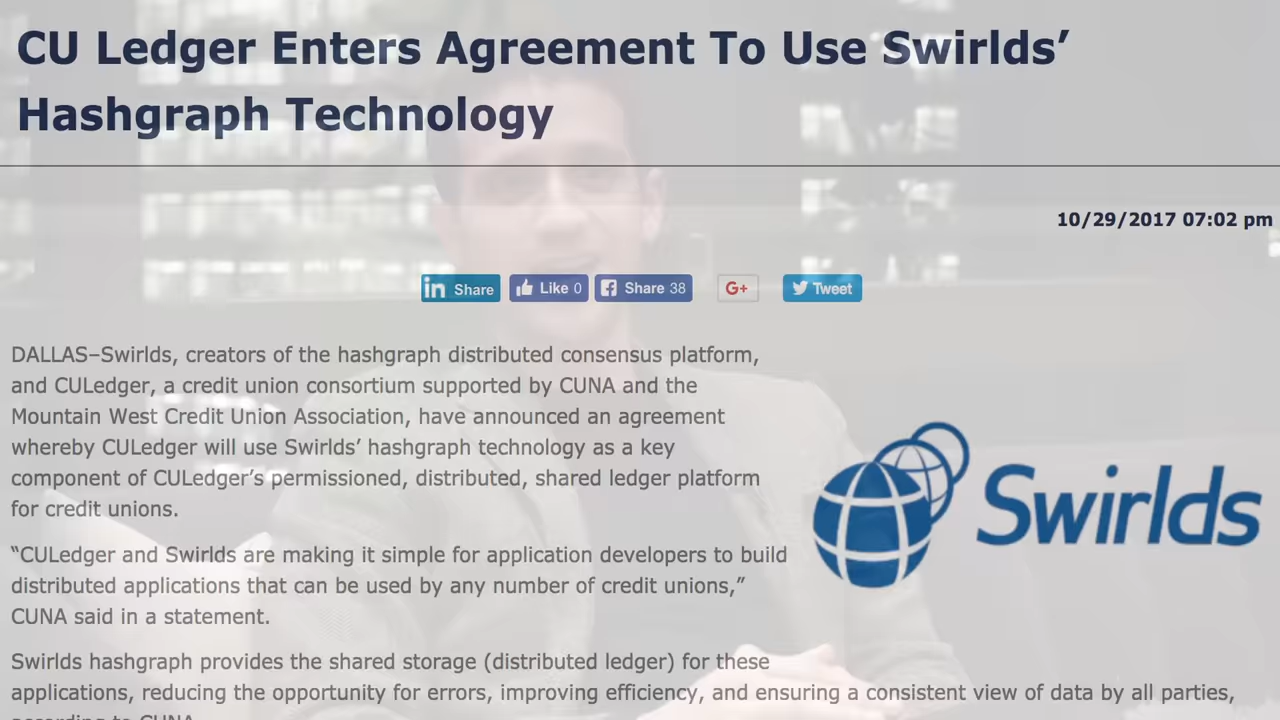 CU Ledger Enters Agreement To Use Swirlds’
Hashgraph Technology
10/29/2017 07:02 pm
in Share
Like 0
Share 38
G+
Tweet
DALLAS–Swirlds, creators of the hashgraph distributed consensus platform,
and CULedger, a credit union consortium supported by CUNA and the
Mountain West Credit Union Association, have announced an agreement
whereby CULedger will use Swirlds’ hashgraph technology as a key
component of CULedger’s permissioned, distributed, shared ledger platform
for credit unions.
Swirlds
“CULedger and Swirlds are making it simple for application developers to build
distributed applications that can be used by any number of credit unions,”
CUNA said in a statement.
Swirlds hashgraph provides the shared storage (distributed ledger) for these
applications, reducing the opportunity for errors, improving efficiency, and ensuring a consistent view of data by all parties,
according to CUNA.